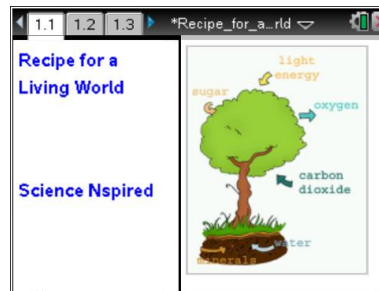 1.1 1.2 1.3 *Recipe_for_a…rld
Recipe for a
Living World
Science Nspired
light
energy
sugar
oxygen
carbon
dioxide
water
minerals